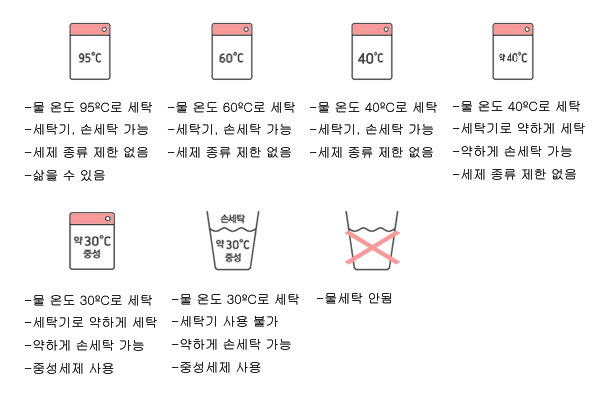 95℃
-물 온도 95ºC로 세탁
-세탁기, 손세탁 가능
-세제 종류 제한 없음
-삶을 수 있음
60℃
-물 온도 60ºC로 세탁
-세탁기, 손세탁 가능
-세제 종류 제한 없음
40℃
-물 온도 40ºC로 세탁
-세탁기, 손세탁 가능
-세제 종류 제한 없음
약 40℃
-물 온도 40ºC로 세탁
-세탁기로 약하게 세탁
-약하게 손세탁 가능
-세제 종류 제한 없음
약 30℃
중성
-물 온도 30ºC로 세탁
-세탁기로 약하게 세탁
-약하게 손세탁 가능
-중성세제 사용
손세탁
약 30℃
중성
-물 온도 30ºC로 세탁
-세탁기 사용 불가
-약하게 손세탁 가능
-중성세제 사용
-물세탁 안됨